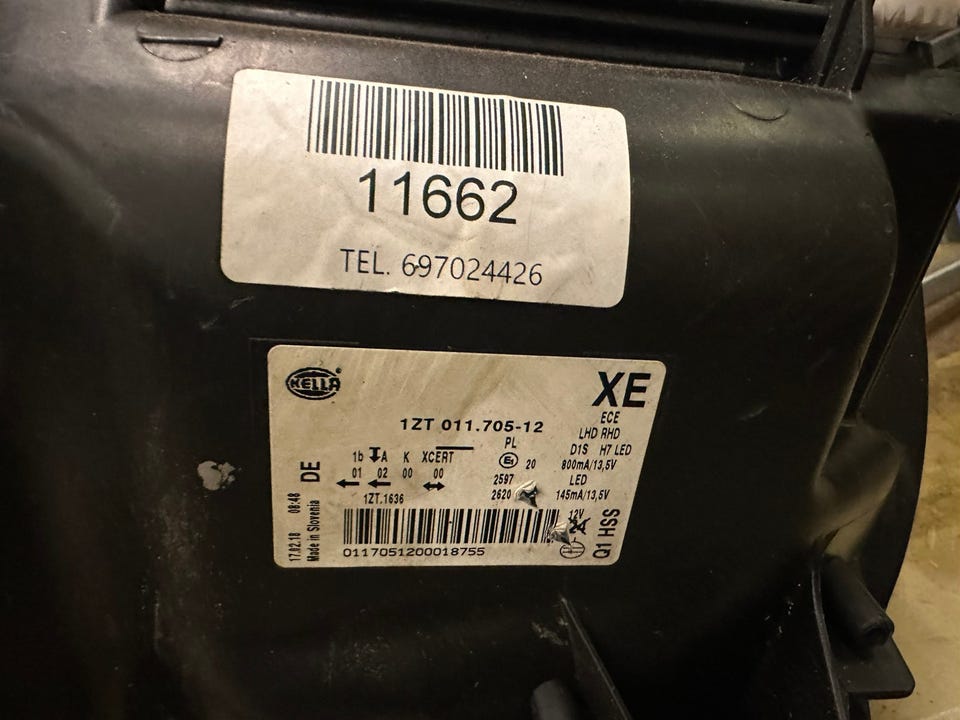 11662
TEL. 697024426
HELLA
XE
1ZT 011.705-12
ECE
LHD RHD
PL
D1S H7 LED
1b A K XCERT
E1 20
800mA/13,5V
01 02 00 00
2597
LED
DE
2620
145mA/13,5V
1ZT.1636
12V
0117051200018755
Q1 HSS
17.02.18 08:48
Made in Slovenia